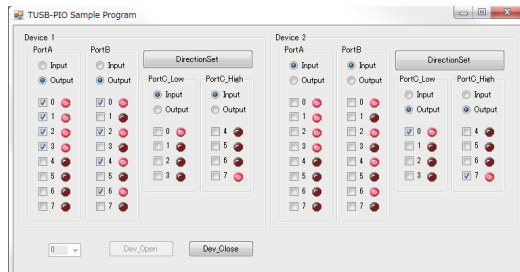 TUSB-PIO Sample Program
Device 1
PortA
Input
Output
0
1
2
3
4
5
6
7
PortB
Input
Output
0
1
2
3
4
5
6
7
DirectionSet
PortC_Low
Input
Output
0
1
2
3
PortC_High
Input
Output
4
5
6
7
Device 2
PortA
Input
Output
0
1
2
3
4
5
6
7
PortB
Input
Output
0
1
2
3
4
5
6
7
DirectionSet
PortC_Low
Input
Output
0
1
2
3
PortC_High
Input
Output
4
5
6
7
0
Dev_Open
Dev_Close